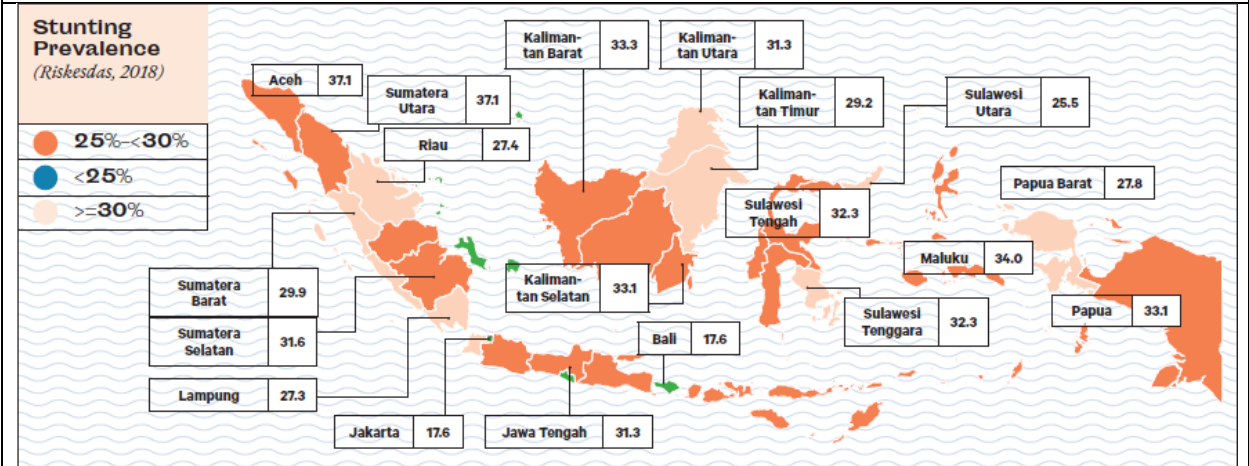 Stunting
Prevalence
(Riskesdas, 2018)
25%–<30%
<25%
>=30%
Aceh 37.1
Sumatera
Utara 37.1
Riau 27.4
Kaliman-
tan Barat 33.3
Kaliman-
tan Utara 31.3
Kaliman-
tan Timur 29.2
Sulawesi
Utara 25.5
Papua Barat 27.8
Sulawesi
Tengah 32.3
Maluku 34.0
Sumatera
Barat 29.9
Kaliman-
tan Selatan 33.1
Sulawesi
Tenggara 32.3
Papua 33.1
Sumatera
Selatan 31.6
Bali 17.6
Lampung 27.3
Jakarta 17.6
Jawa Tengah 31.3